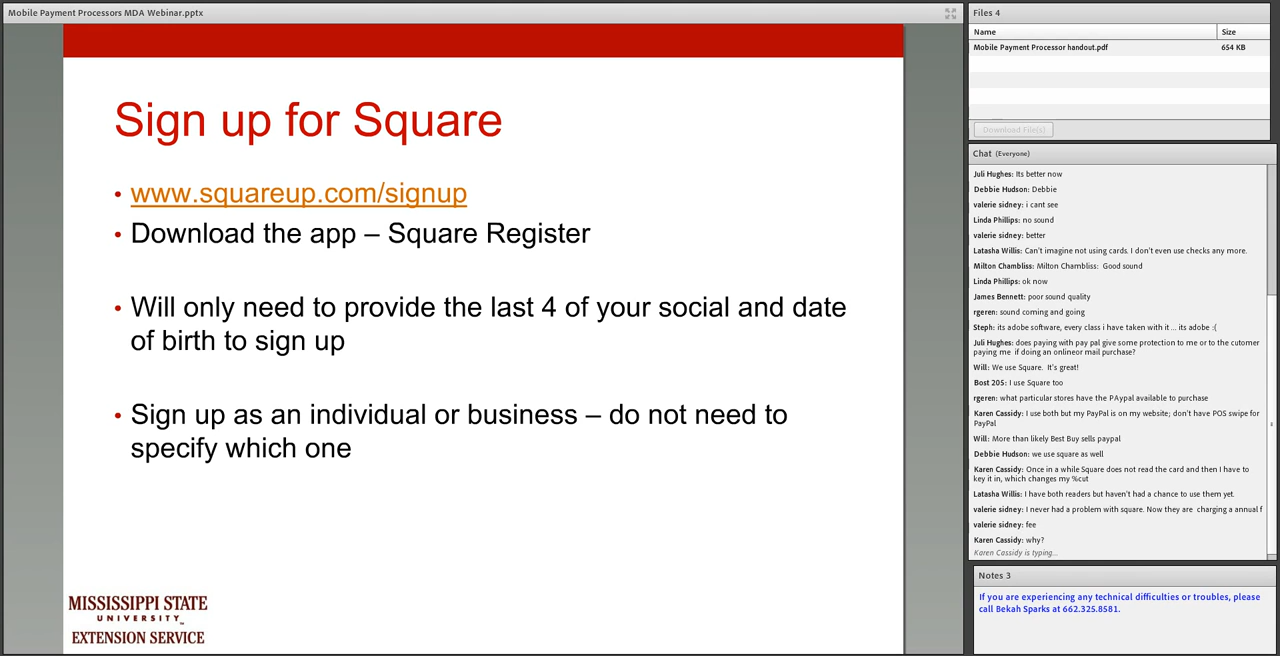 Mobile Payment Processors MDA Webinar.pptx
Sign up for Square
• www.squareup.com/signup
• Download the app – Square Register
• Will only need to provide the last 4 of your social and date
of birth to sign up
• Sign up as an individual or business – do not need to
specify which one
MISSISSIPPI STATE
UNIVERSITY™
EXTENSION SERVICE
Files 4
Name Size
Mobile Payment Processor handout.pdf 654 KB
Download File(s)
Chat (Everyone)
Juli Hughes: Its better now
Debbie Hudson: Debbie
valerie sidney: i cant see
Linda Phillips: no sound
valerie sidney: better
Latasha Willis: Can't imagine not using cards. I don't even use checks any more.
Milton Chambliss: Milton Chambliss: Good sound
Linda Phillips: ok now
James Bennett: poor sound quality
rgeren: sound coming and going
Steph: its adobe software, every class i have taken with it ... its adobe :(
Juli Hughes: does paying with pay pal give some protection to me or to the cutomer
paying me if doing an onlineor mail purchase?
Will: We use Square. It's great!
Bost 205: I use Square too
rgeren: what particular stores have the PAypal available to purchase
Karen Cassidy: I use both but my PayPal is on my website; don't have POS swipe for
PayPal
Will: More than likely Best Buy sells paypal
Debbie Hudson: we use square as well
Karen Cassidy: Once in a while Square does not read the card and then I have to
key it in, which changes my %cut
Latasha Willis: I have both readers but haven't had a chance to use them yet.
valerie sidney: I never had a problem with square. Now they are charging a annual f
valerie sidney: fee
Karen Cassidy: why?
Karen Cassidy is typing...
Notes 3
If you are experiencing any technical difficulties or troubles, please
call Bekah Sparks at 662.325.8581.